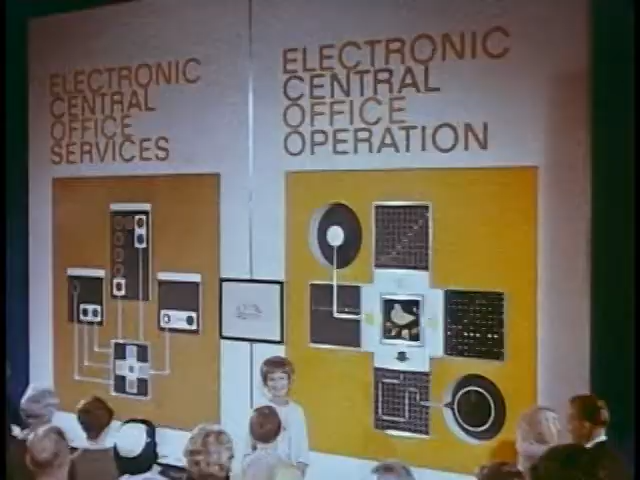 ELECTRONIC
CENTRAL
OFFICE
SERVICES
ELECTRONIC
CENTRAL
OFFICE
OPERATION